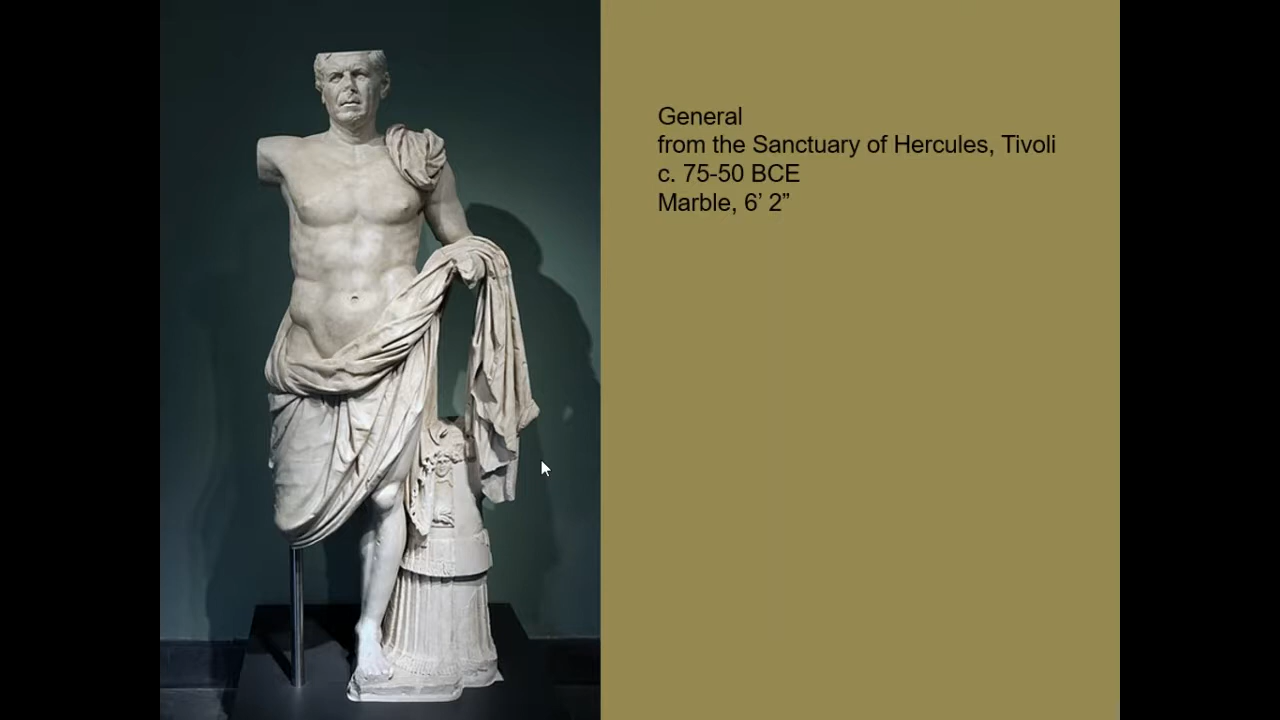 General
from the Sanctuary of Hercules, Tivoli
c. 75-50 BCE
Marble, 6’ 2”